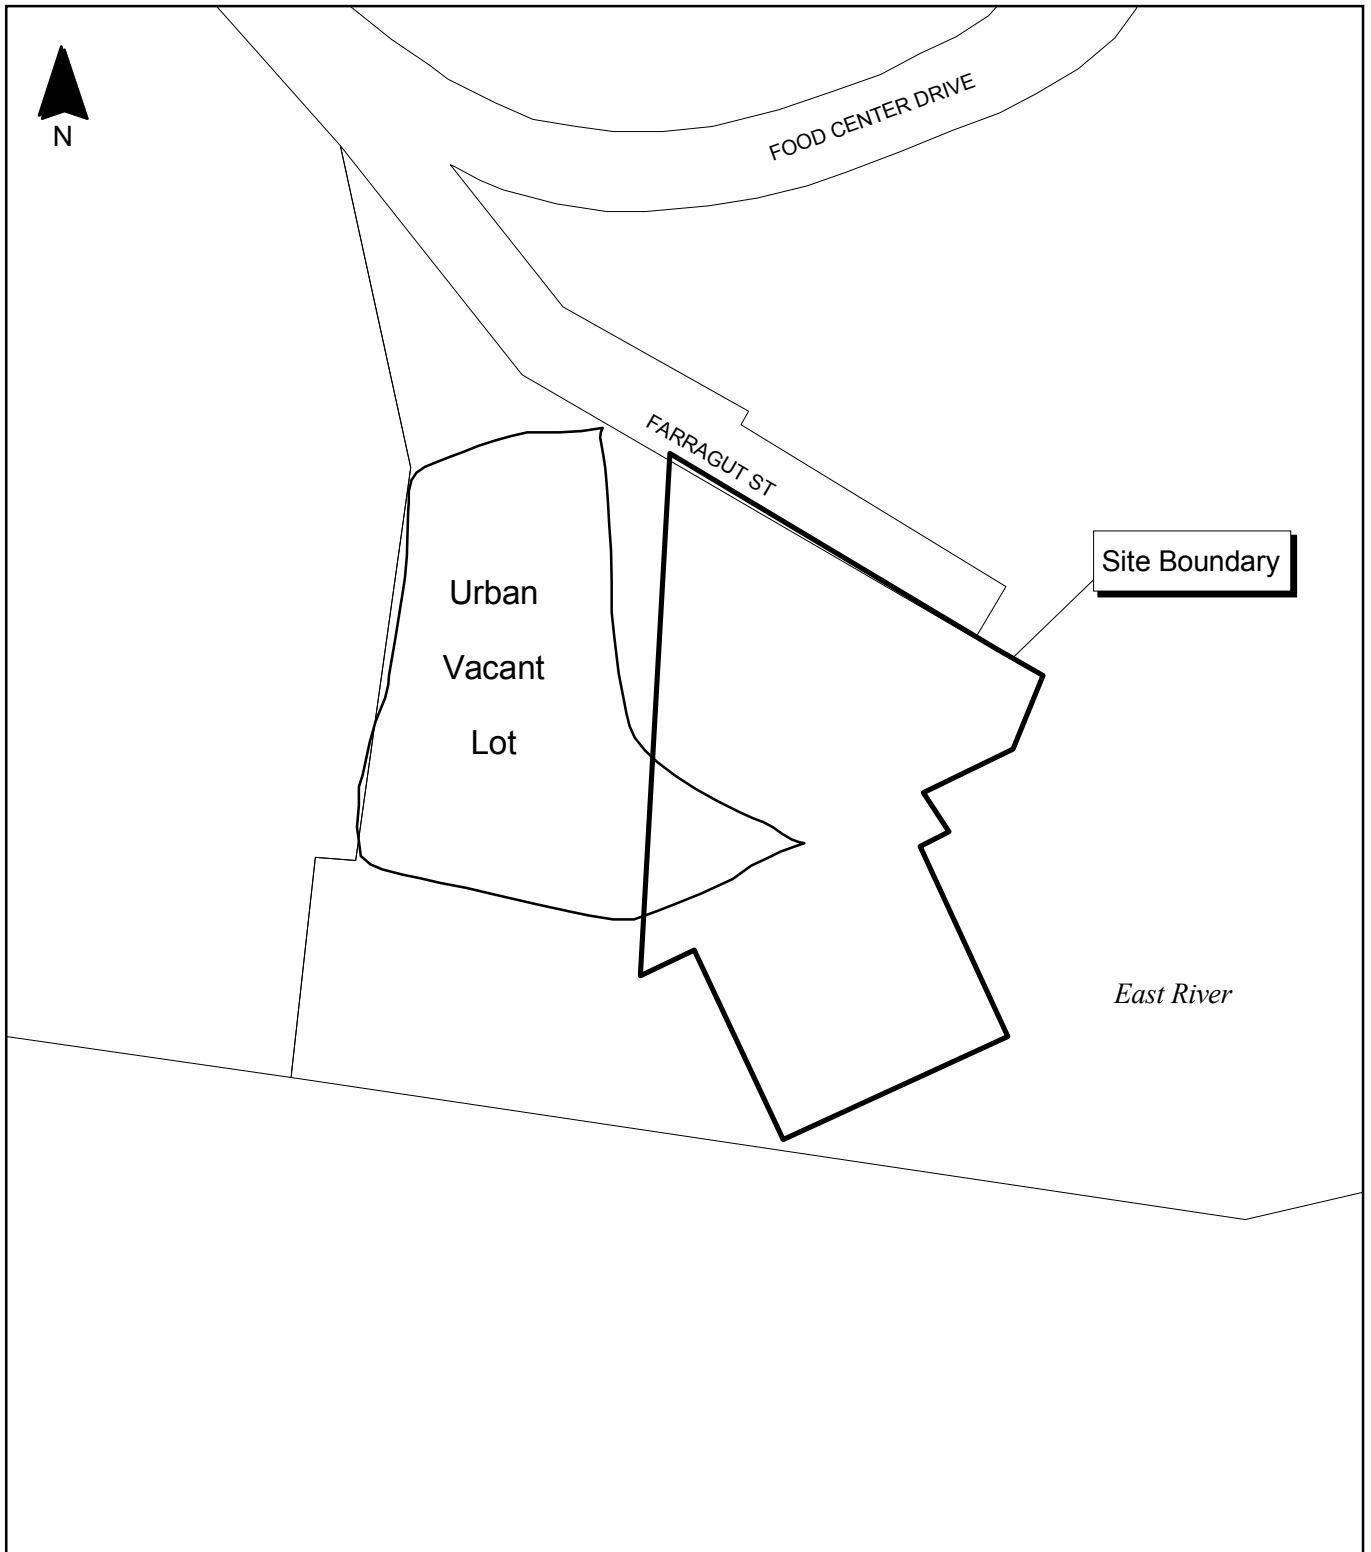 N
FOOD CENTER DRIVE
FARRAGUT ST
Site Boundary
Urban
Vacant
Lot
East River